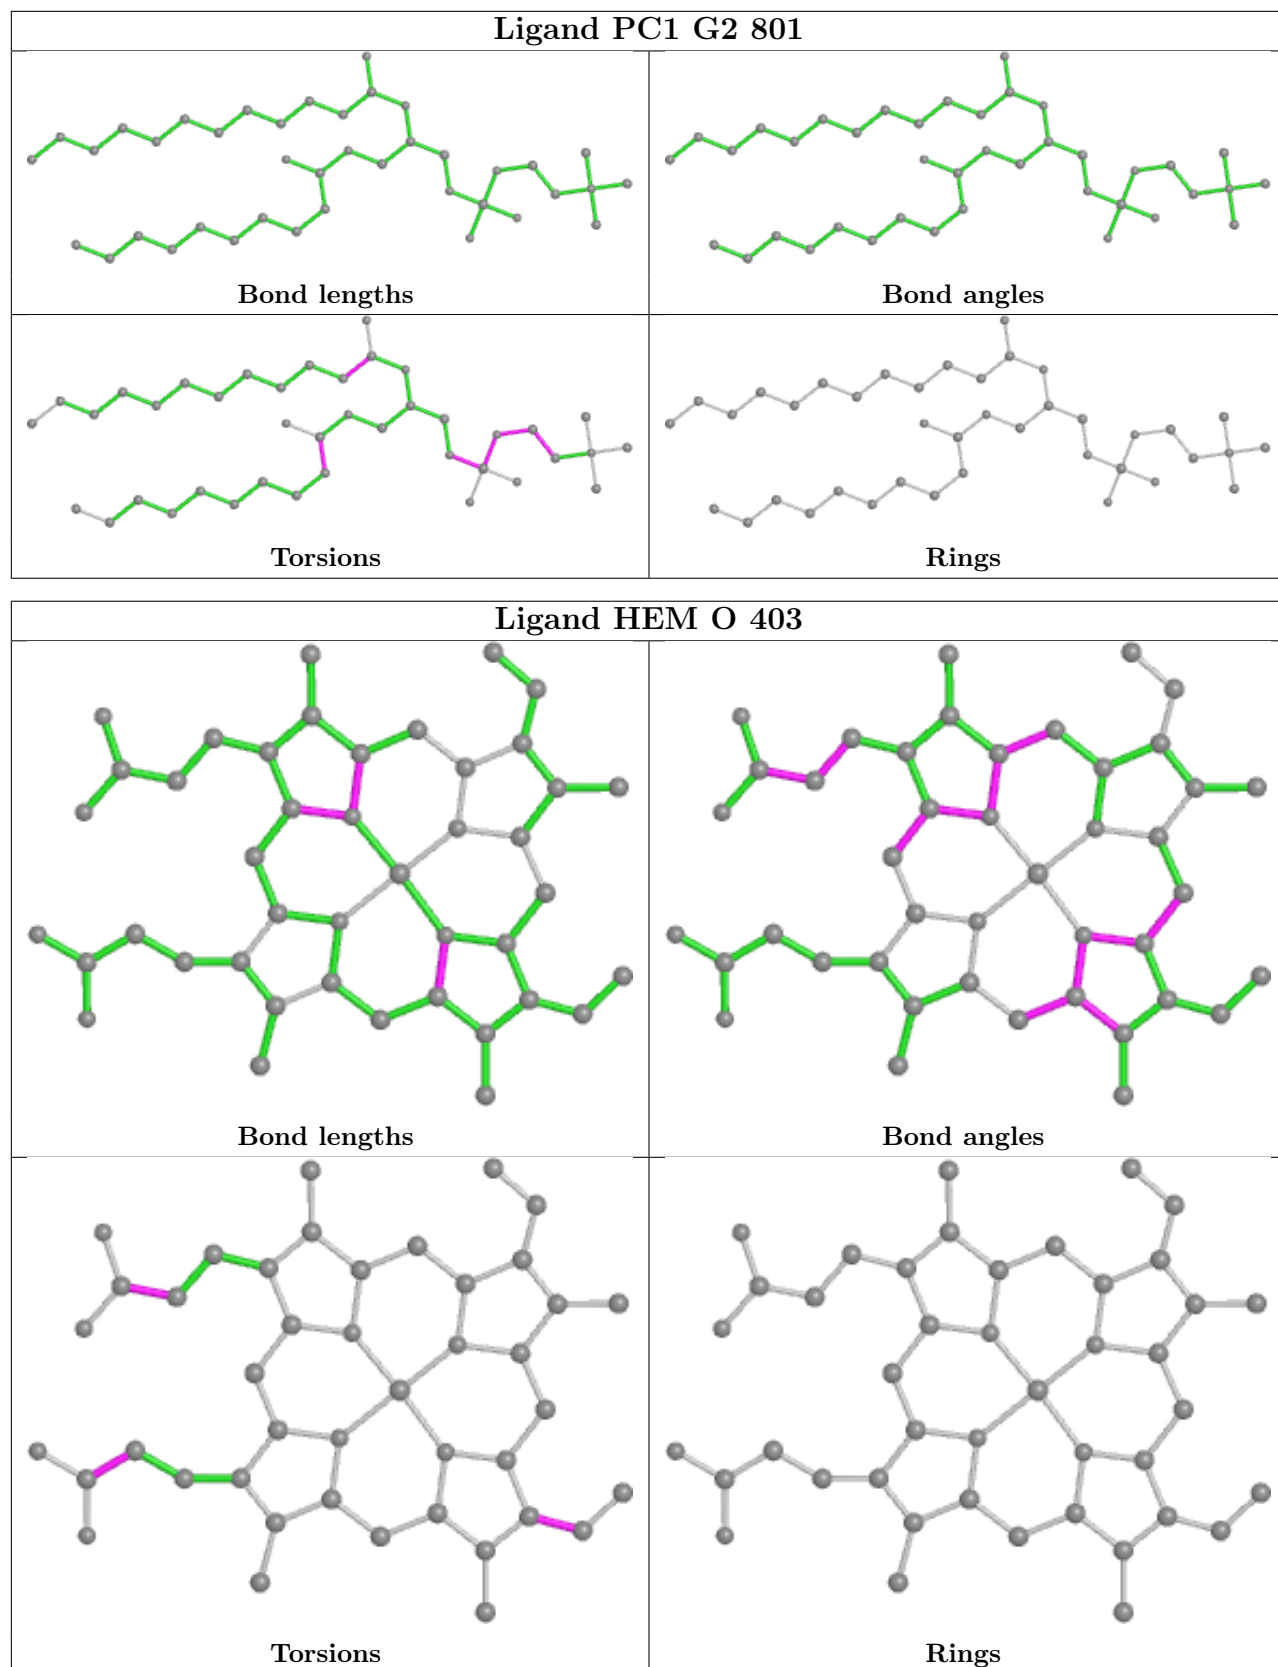 Ligand PC1 G2 801
Bond lengths
Bond angles
Torsions
Rings
Ligand HEM O 403
Bond lengths
Bond angles
Torsions
Rings